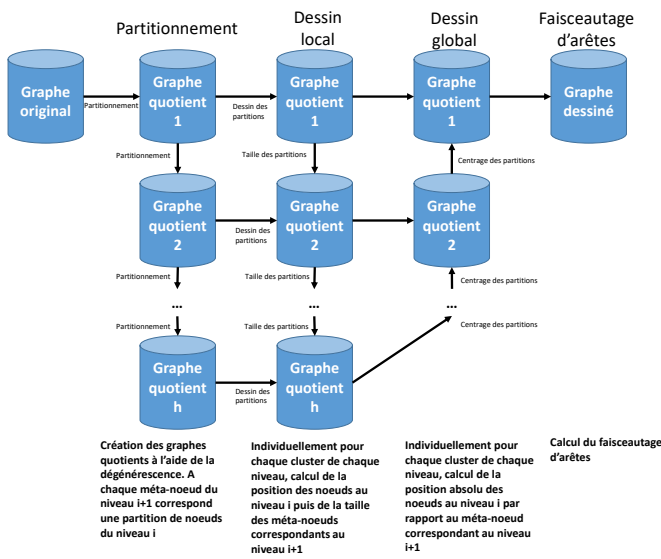 Partitionnement
Dessin
local
Dessin
global
Faisceautage
d'arêtes
Graphe
original
Partitionnement
Graphe
quotient
1
Dessin des
partitions
Graphe
quotient
1
Graphe
quotient
1
Graphe
dessiné
Partitionnement
Taille des partitions
Centrage des partitions
Graphe
quotient
2
Dessin des
partitions
Graphe
quotient
2
Graphe
quotient
2
Partitionnement
Taille des partitions
Centrage des partitions
...
...
...
Partitionnement
Taille des partitions
Centrage des partitions
Graphe
quotient
h
Dessin des
partitions
Graphe
quotient
h
Création des graphes
quotients à l'aide de la
dégénérescence. A
chaque méta-noeud du
niveau i+1 correspond
une partition de noeuds
du niveau i
Individuellement pour
chaque cluster de chaque
niveau, calcul de la
position des noeuds au
niveau i puis de la taille
des méta-noeuds
correspondants au
niveau i+1
Individuellement pour
chaque cluster de chaque
niveau, calcul de la
position absolu des
noeuds au niveau i par
rapport au méta-noeud
correspondant au niveau
i+1
Calcul du faisceautage
d'arêtes